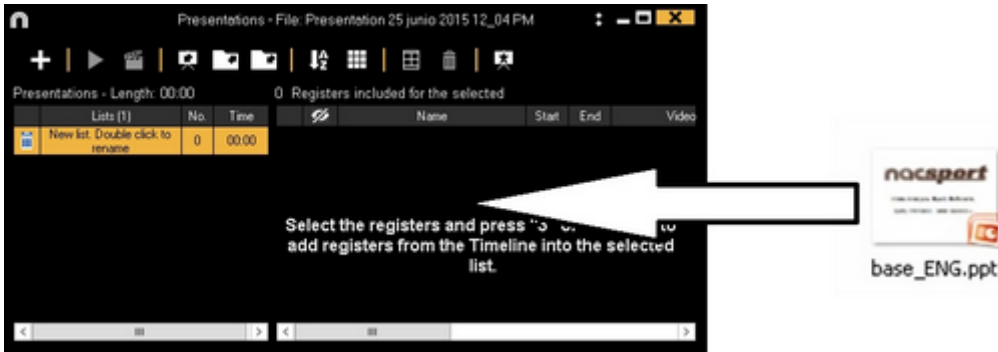 Presentations - File: Presentation 25 junio 2015 12_04 PM
Presentations - Length: 00:00
0 Registers included for the selected
Lists (1) No. Time
Name Start End Video
New list. Double click to
rename
0 00:00
Select the registers and press "3" to
add registers from the Timeline into the selected
list.
nacsport
base_ENG.ppt